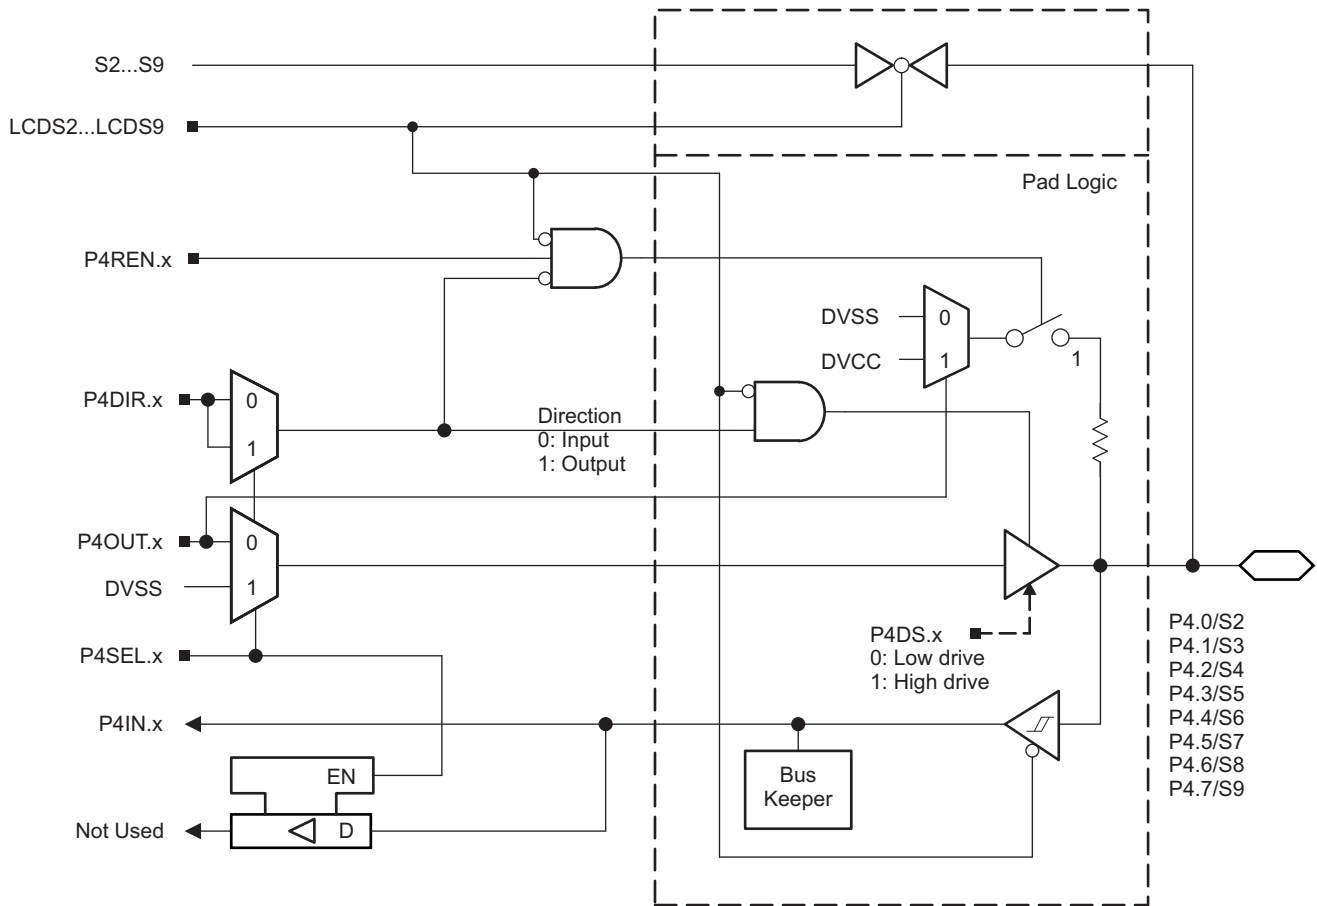 S2...S9
LCDS2...LCDS9
Pad Logic
P4REN.x
DVSS
0
DVCC
1
1
P4DIR.x
0
1
Direction
0: Input
1: Output
P4OUT.x
0
DVSS
1
P4SEL.x
P4DS.x
0: Low drive
1: High drive
P4.0/S2
P4.1/S3
P4.2/S4
P4.3/S5
P4.4/S6
P4.5/S7
P4.6/S8
P4.7/S9
P4IN.x
EN
Bus
Keeper
Not Used
D